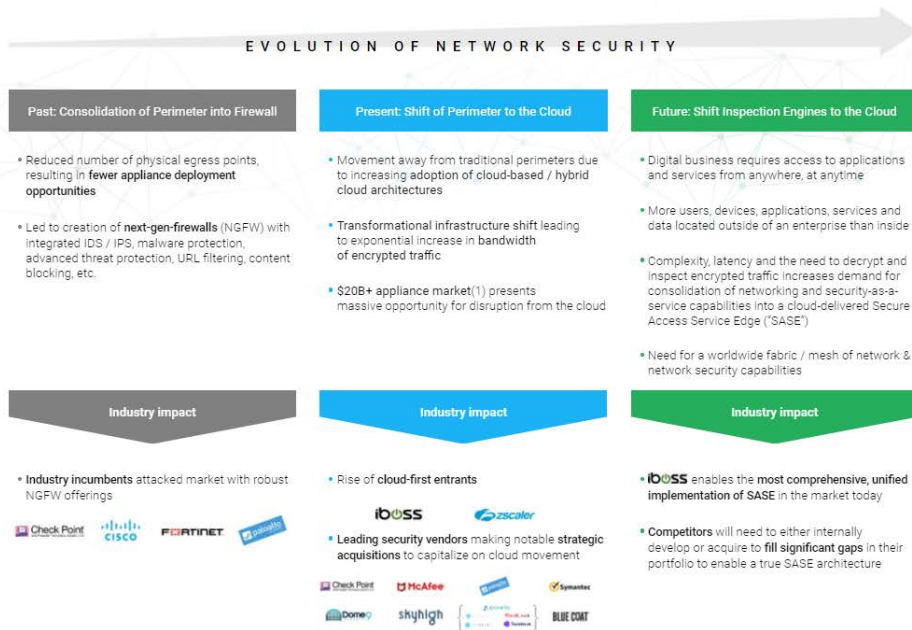 EVOLUTION OF NETWORK SECURITY
Past: Consolidation of Perimeter into Firewall
• Reduced number of physical egress points,
resulting in fewer appliance deployment
opportunities
• Led to creation of next-gen-firewalls (NGFW) with
integrated IDS / IPS, malware protection,
advanced threat protection, URL filtering, content
blocking, etc.
Industry impact
• Industry incumbents attacked market with robust
NGFW offerings
Check Point
CISCO
FORTINET
paloalto
Present: Shift of Perimeter to the Cloud
• Movement away from traditional perimeters due
to increasing adoption of cloud-based / hybrid
cloud architectures
• Transformational infrastructure shift leading
to exponential increase in bandwidth
of encrypted traffic
• $20B+ appliance market(1) presents
massive opportunity for disruption from the cloud
Industry impact
• Rise of cloud-first entrants
iboss
zscaler
• Leading security vendors making notable strategic
acquisitions to capitalize on cloud movement
Check Point
McAfee
paloalto
Symantec
Dome9
skyhigh
BLUE COAT
Future: Shift Inspection Engines to the Cloud
• Digital business requires access to applications
and services from anywhere, at anytime
• More users, devices, applications, services and
data located outside of an enterprise than inside
• Complexity, latency and the need to decrypt and
inspect encrypted traffic increases demand for
consolidation of networking and security-as-a-
service capabilities into a cloud-delivered Secure
Access Service Edge ("SASE")
• Need for a worldwide fabric / mesh of network &
network security capabilities
Industry impact
• iboss enables the most comprehensive, unified
implementation of SASE in the market today
• Competitors will need to either internally
develop or acquire to fill significant gaps in their
portfolio to enable a true SASE architecture